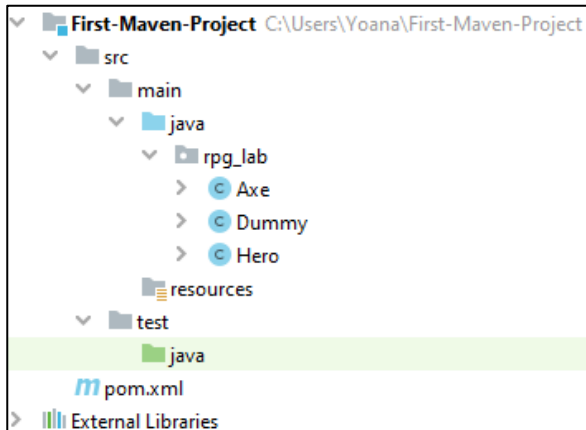 First-Maven-Project C:\Users\Yoana\First-Maven-Project
src
main
java
rpg_lab
C Axe
C Dummy
C Hero
resources
test
java
m pom.xml
External Libraries